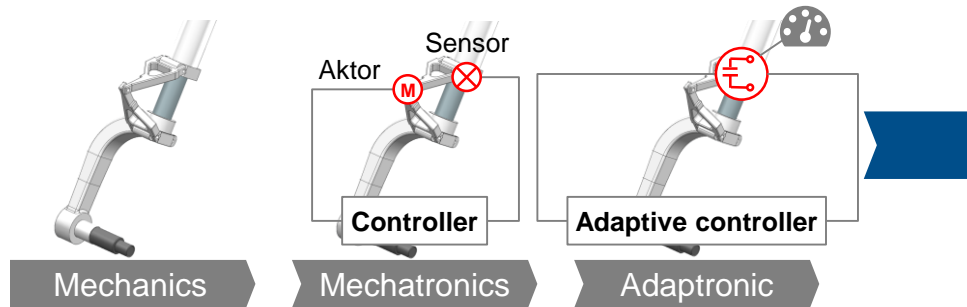 Sensor
Aktor
M
Controller
Adaptive controller
Mechanics
Mechatronics
Adaptronic